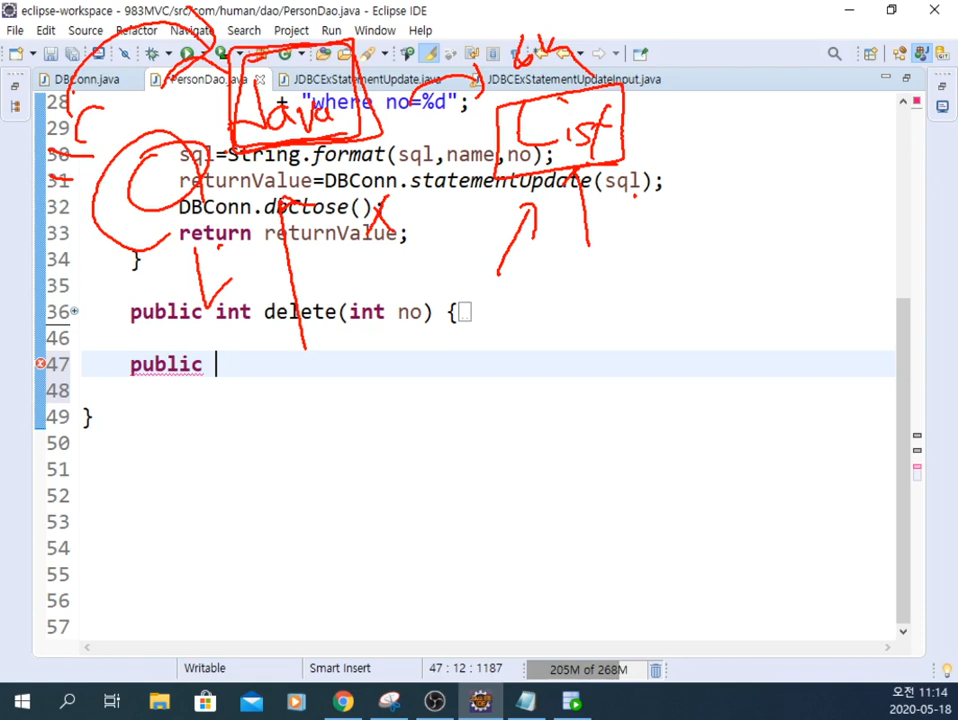 eclipse-workspace - 983MVC/src/com/human/dao/PersonDao.java - Eclipse IDE
File Edit Source Refactor Navigate Search Project Run Window Help
DBConn.java PersonDao.java JDBCExStatementUpdate.java JDBCExStatementUpdateInput.java
28 + "where no=%d";
29
30 sql=String.format(sql,name,no);
31 returnValue=DBConn.statementUpdate(sql);
32 DBConn.dbClose();
33 return returnValue;
34 }
35
36 public int delete(int no) {
46
47 public
48
49 }
50
51
52
53
54
55
56
57
Java
List
Writable Smart Insert 47 : 12 : 1187 205M of 268M
오전 11:14
2020-05-18